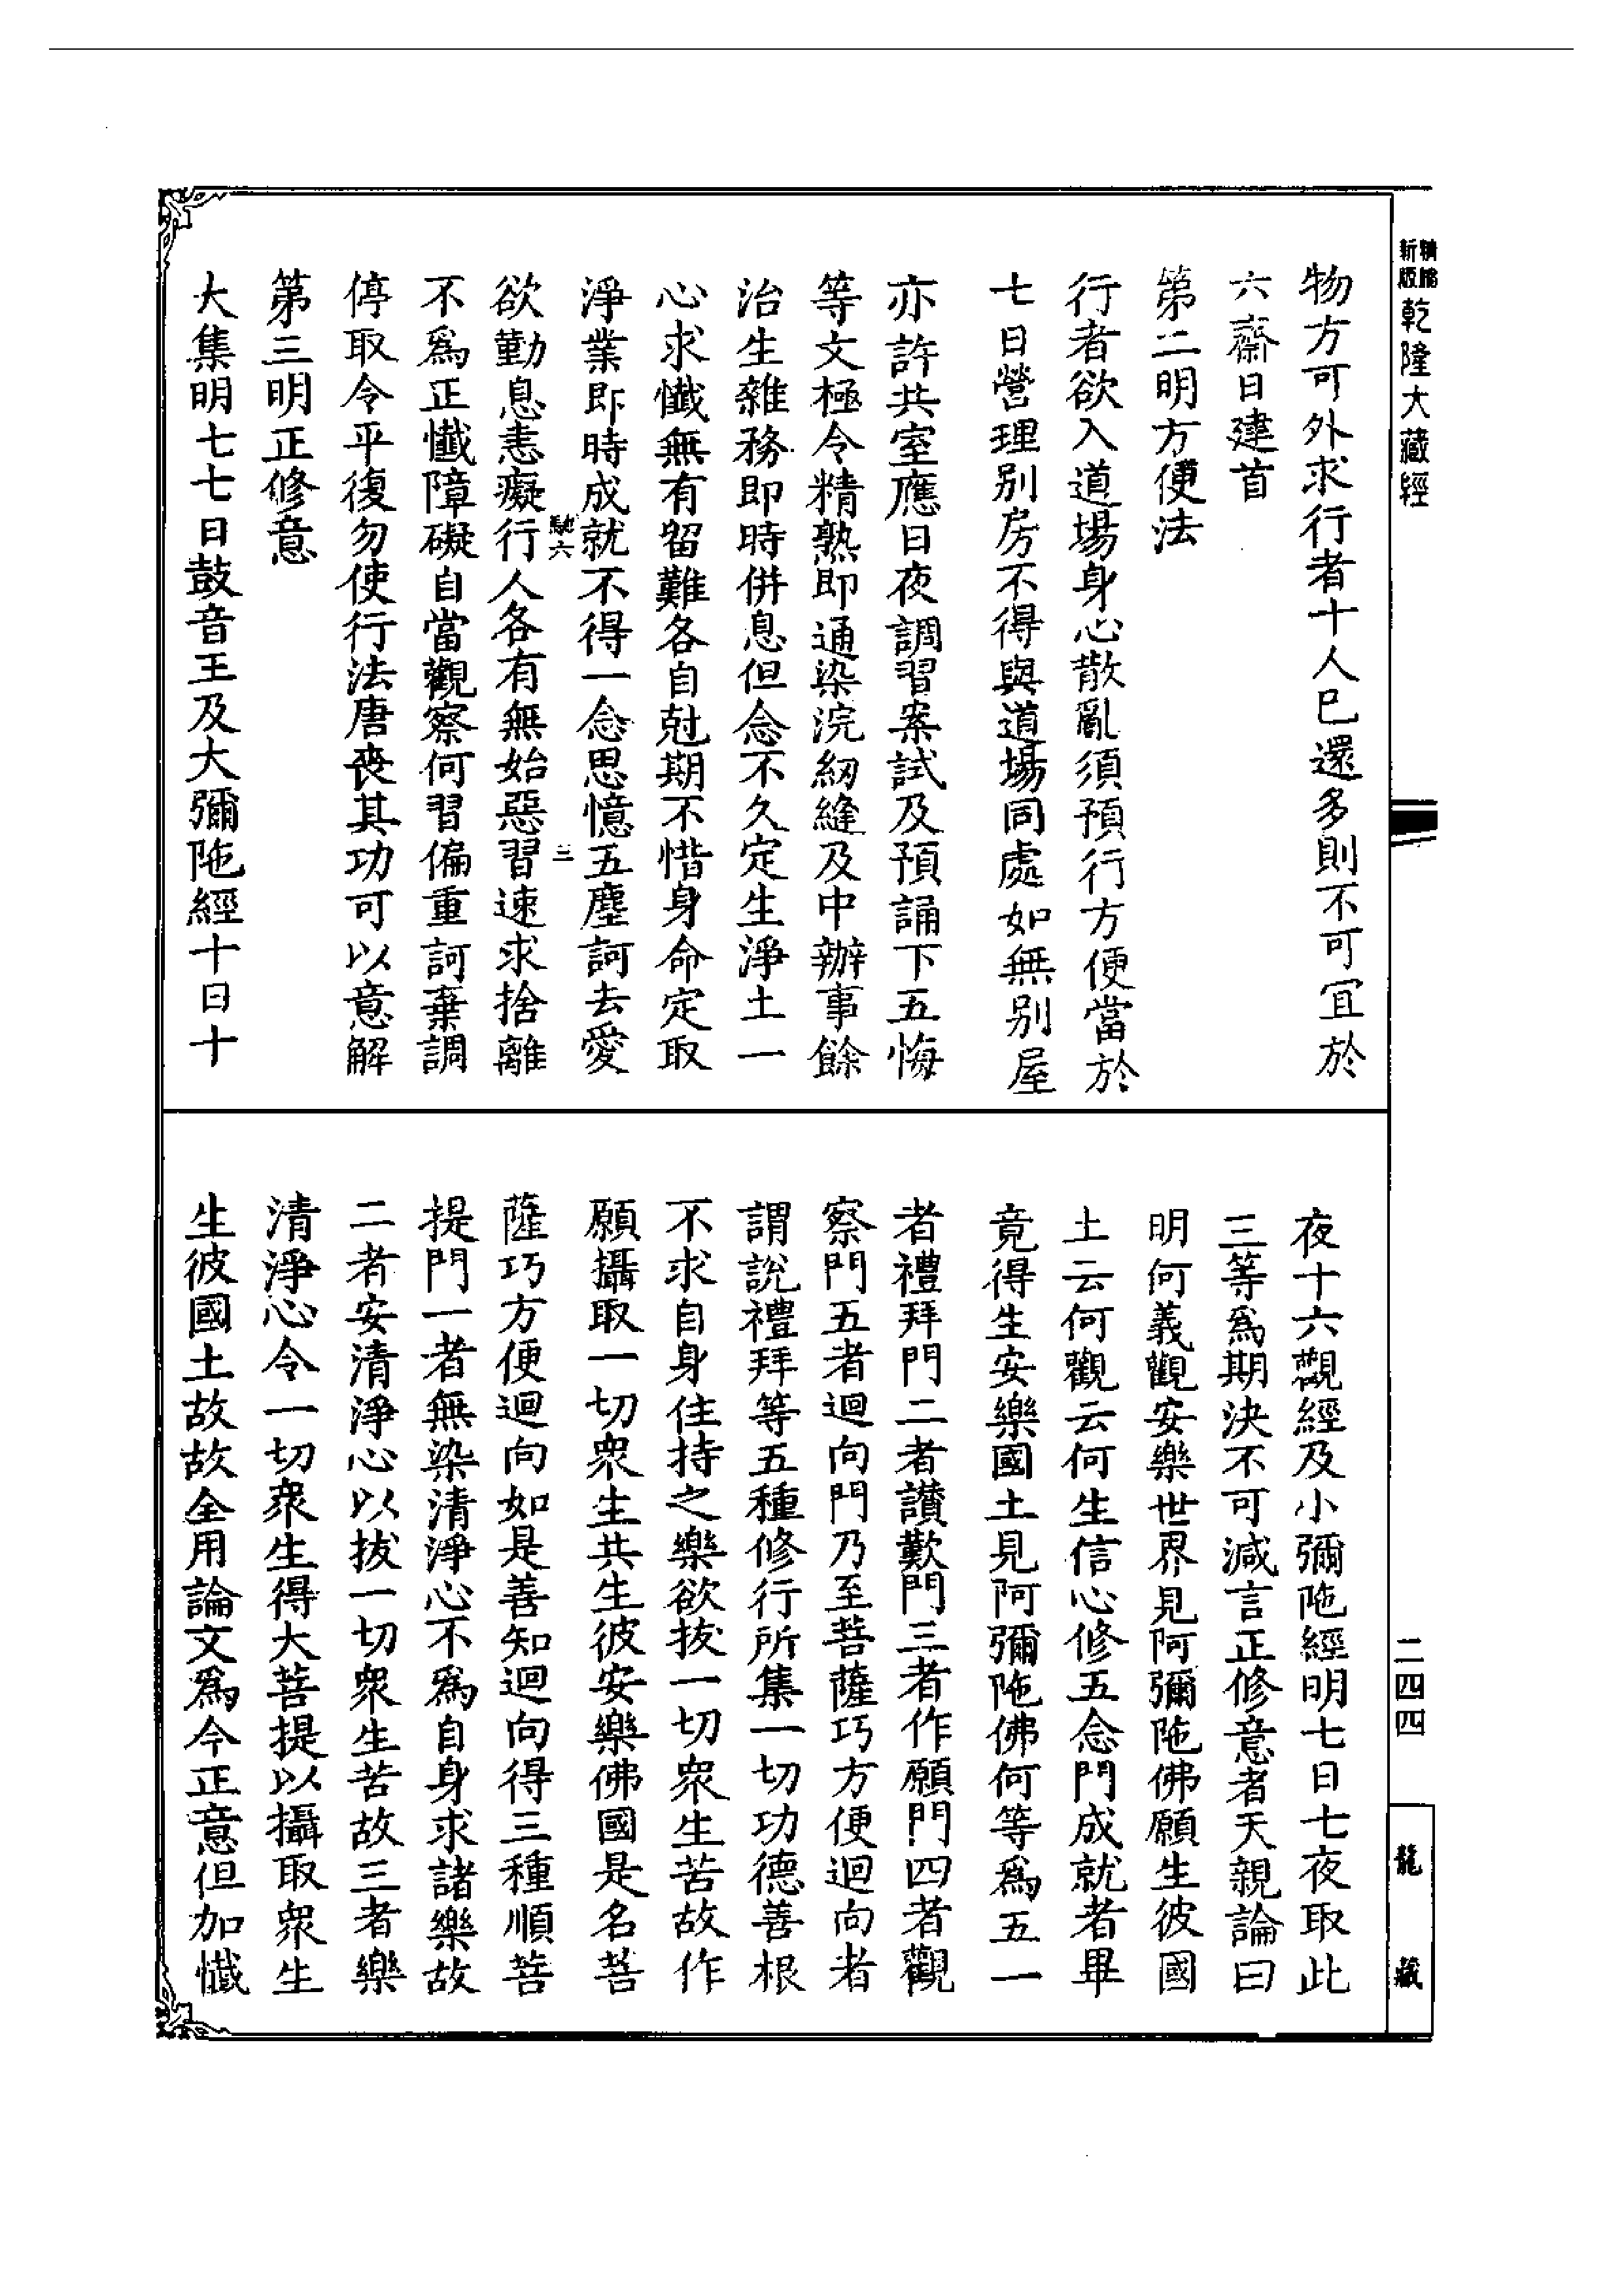 精縮新版乾隆大藏經
物方可外求行者十人已還多則不可宜於
六齋日建首
第二明方便法
行者欲入道場身心散亂須預行方便當於
七日營理别房不得與道場同處如無别屋
亦許共室應日夜調習案試及預誦下五悔
等文極令精熟即通染浣紉縫及中辦事餘
治生雜務即時併息但念不久定生淨土一
心求懺無有留難各自尅期不惜身命定取
淨業即時成就不得一念思憶五塵訶去愛
馳六 三
欲勤息恚癡行人各有無始惡習速求捨離
不爲正懺障礙自當觀察何習偏重訶棄調
停取令平復勿使行法唐喪其功可以意解
第三明正修意
大集明七七日鼓音王及大彌陁經十日十
夜十六觀經及小彌陁經明七日七夜取此
三等爲期決不可減言正修意者天親論曰
明何義觀安樂世界見阿彌陁佛願生彼國
土云何觀云何生信心修五念門成就者畢
竟得生安樂國土見阿彌陁佛何等爲五一
者禮拜門二者讃歎門三者作願門四者觀
察門五者迴向門乃至菩薩巧方便迴向者
謂說禮拜等五種修行所集一切功德善根
不求自身住持之樂欲拔一切衆生苦故作
願攝取一切衆生共生彼安樂佛國是名菩
薩巧方便迴向如是善知迴向得三種順菩
提門一者無染清淨心不爲自身求諸樂故
二者安清淨心以拔一切衆生苦故三者樂
清淨心令一切衆生得大菩提以攝取衆生
生彼國土故故全用論文爲今正意但加懺
二四四
龍藏